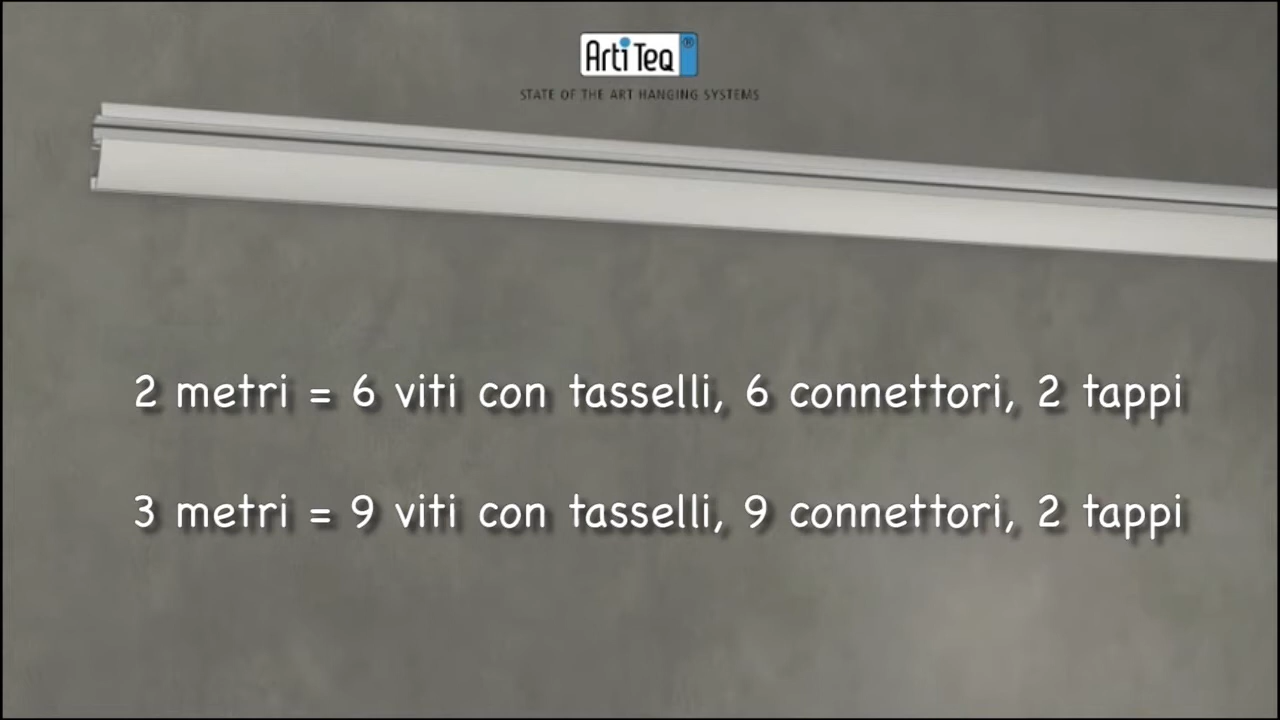 Arti Teq ®
STATE OF THE ART HANGING SYSTEMS
2 metri = 6 viti con tasselli, 6 connettori, 2 tappi
3 metri = 9 viti con tasselli, 9 connettori, 2 tappi